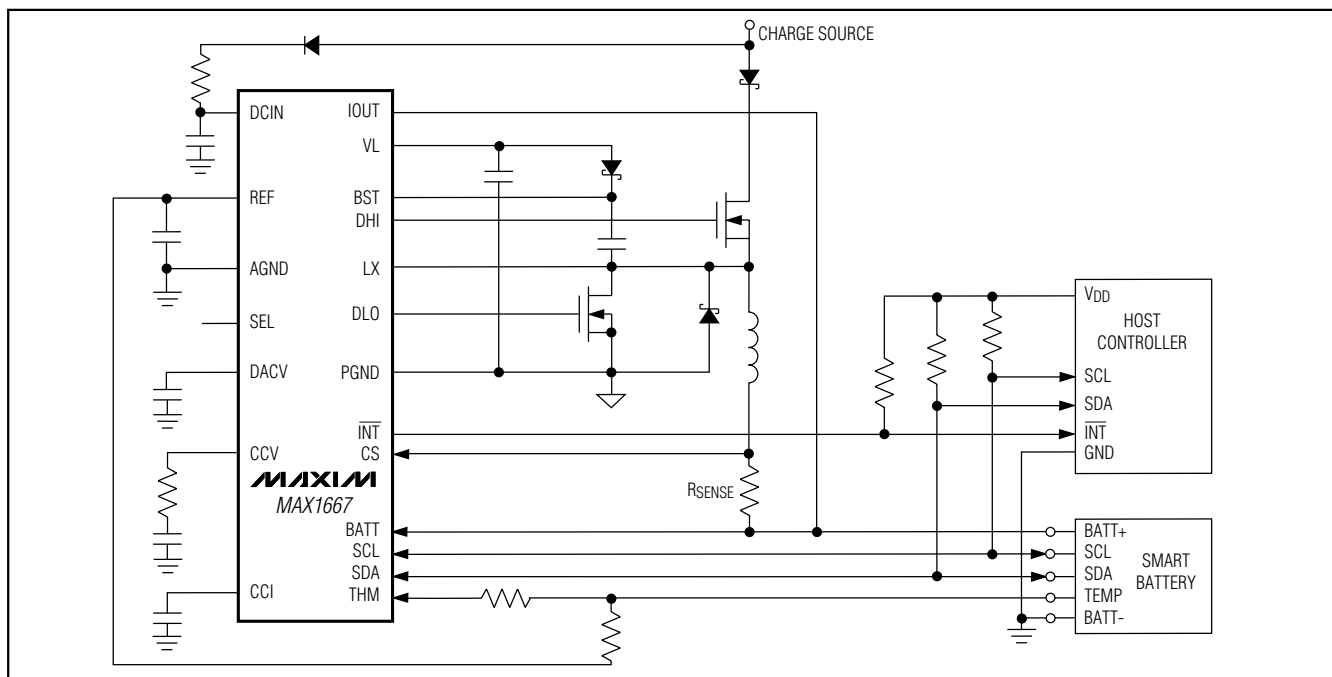 CHARGE SOURCE
DCIN
IOUT
VL
REF
BST
DHI
AGND
LX
SEL
DLO
DACV
PGND
INT
CCV
CS
MAXIM
MAX1667
RSENSE
BATT
SCL
SDA
CCI
THM
VDD
HOST
CONTROLLER
SCL
SDA
INT
GND
BATT+
SCL
SMART
SDA
BATTERY
TEMP
BATT-